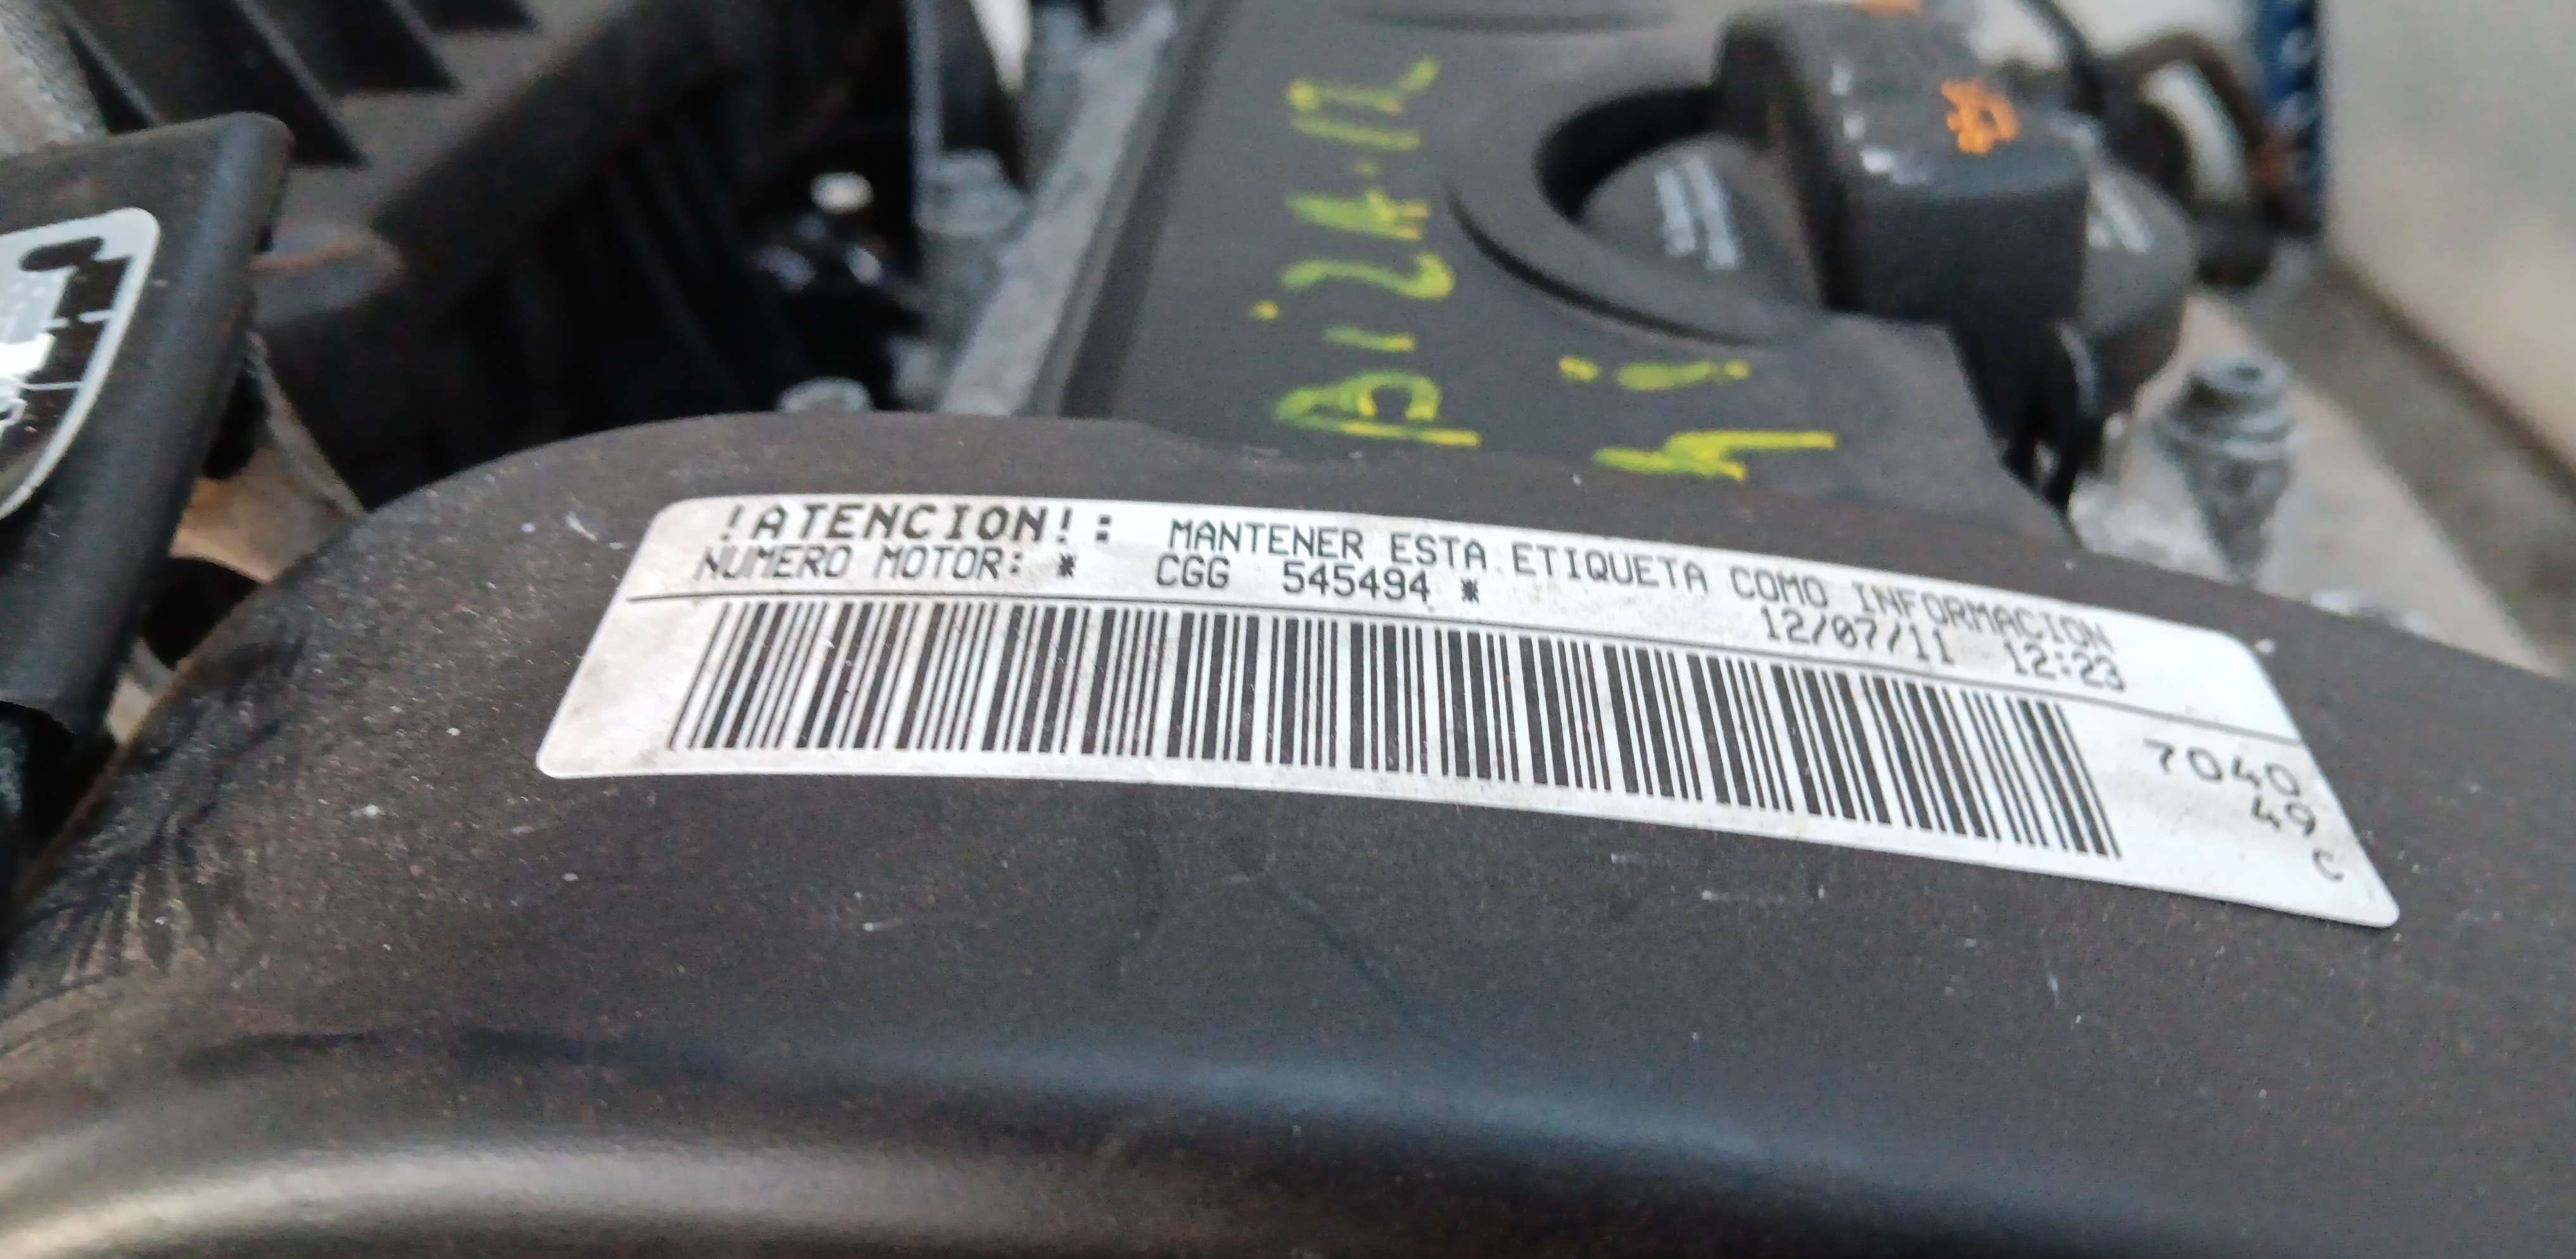 !ATENCION!: MANTENER ESTA ETIQUETA COMO INFORMACION
NUMERO MOTOR: * CGG 545494 * 12/07/11 12:23
7040
49
C